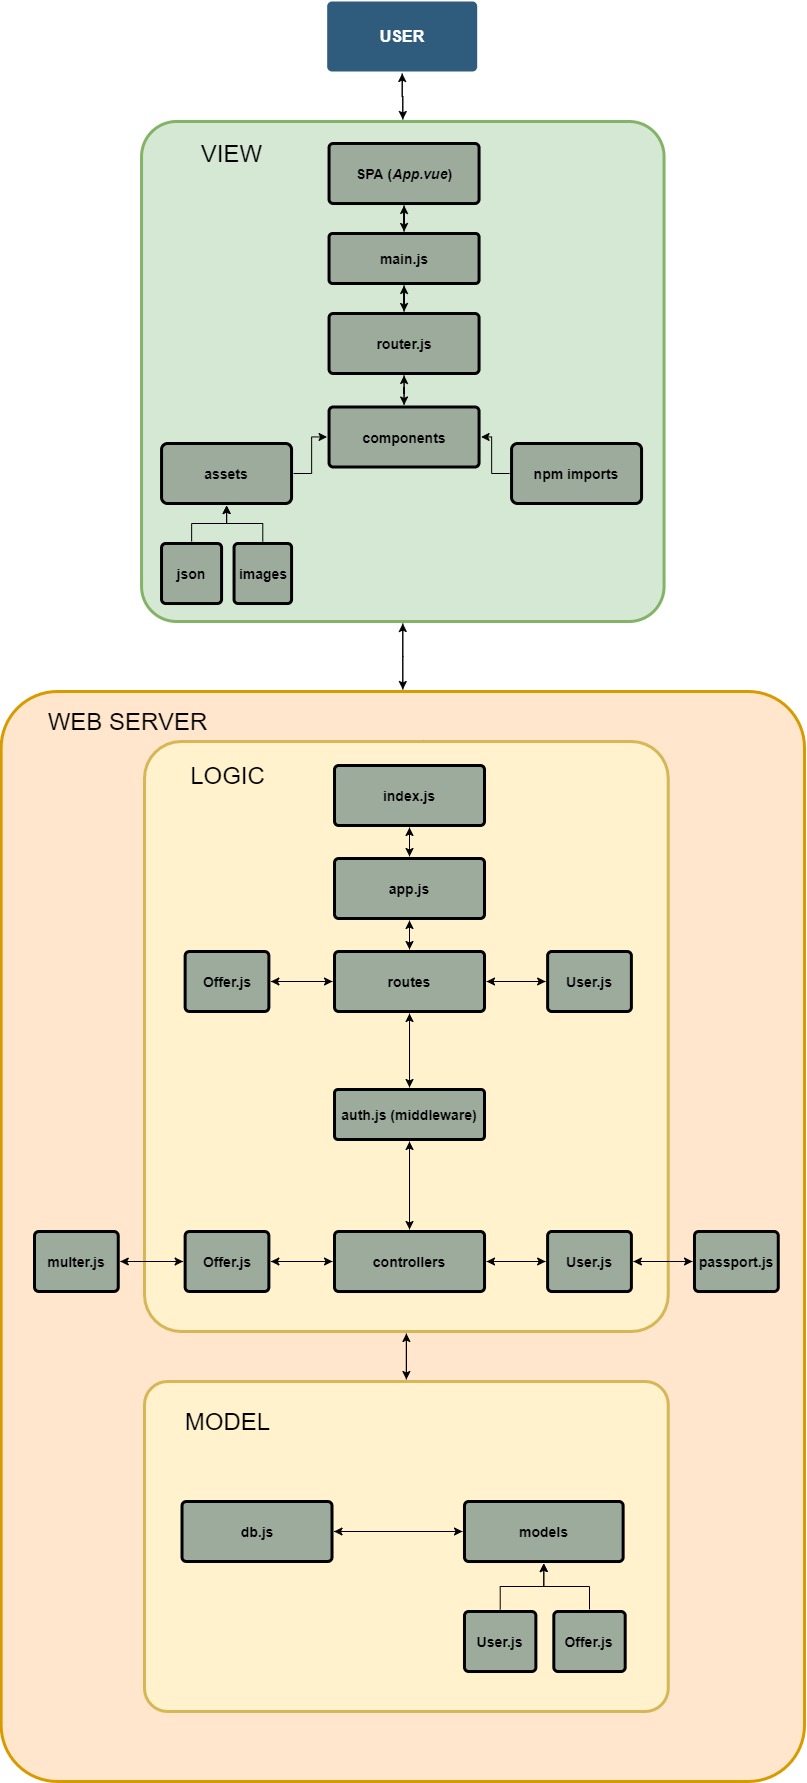 USER
VIEW
SPA (App.vue)
main.js
router.js
components
assets
npm imports
json
images
WEB SERVER
LOGIC
index.js
app.js
Offer.js
routes
User.js
auth.js (middleware)
multer.js
Offer.js
controllers
User.js
passport.js
MODEL
db.js
models
User.js
Offer.js